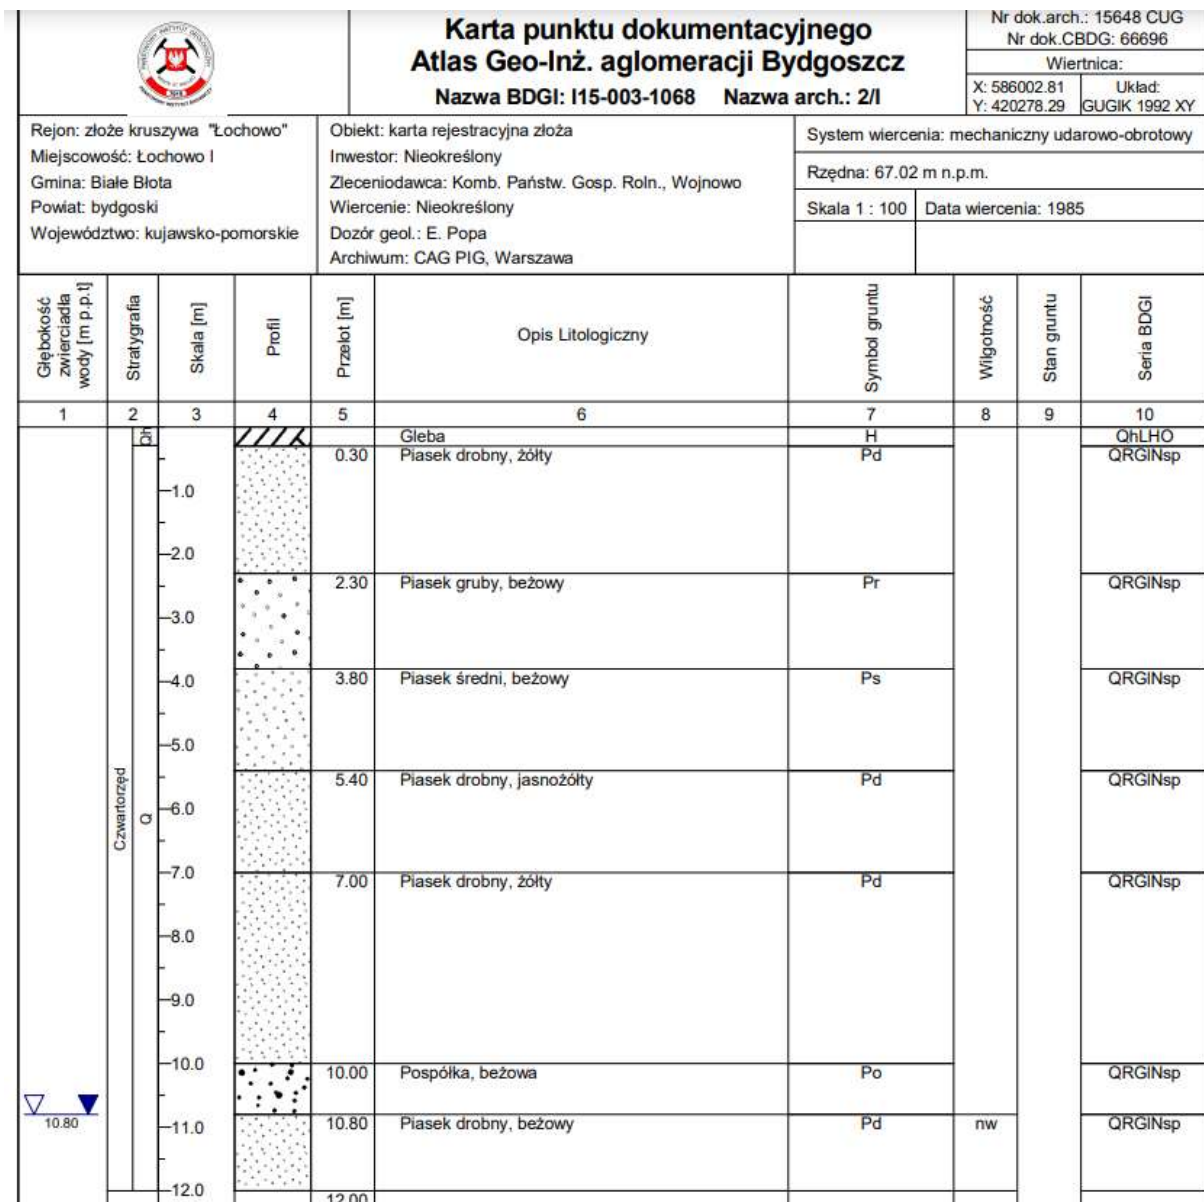 Karta punktu dokumentacyjnego
Atlas Geo-Inż. aglomeracji Bydgoszcz
Nazwa BDGI: I15-003-1068 Nazwa arch.: 2/I
Nr dok.arch.: 15648 CUG
Nr dok.CBDG: 66696
Wiertnica:
X: 586002.81
Y: 420278.29
Układ:
GUGIK 1992 XY
Rejon: złoże kruszywa "Łochowo"
Miejscowość: Łochowo I
Gmina: Białe Błota
Powiat: bydgoski
Województwo: kujawsko-pomorskie
Obiekt: karta rejestracyjna złoża
Inwestor: Nieokreślony
Zleceniodawca: Komb. Państw. Gosp. Roln., Wojnowo
Wiercenie: Nieokreślony
Dozór geol.: E. Popa
Archiwum: CAG PIG, Warszawa
System wiercenia: mechaniczny udarowo-obrotowy
Rzędna: 67.02 m n.p.m.
Skala 1 : 100 Data wiercenia: 1985
Głębokość
zwierciadła
wody [m p.p.t]
Stratygrafia
Skala [m]
Profil
Przelot [m]
Opis Litologiczny
Symbol gruntu
Wilgotność
Stan gruntu
Seria BDGI
1 2 3 4 5 6 7 8 9 10
Qh Gleba H QhLHO
0.30 Piasek drobny, żółty Pd QRGINsp
1.0
2.0
2.30 Piasek gruby, beżowy Pr QRGINsp
3.0
3.80 Piasek średni, beżowy Ps QRGINsp
4.0
5.0
5.40 Piasek drobny, jasnożółty Pd QRGINsp
Czwartorzęd
Q
6.0
7.0
7.00 Piasek drobny, żółty Pd QRGINsp
8.0
9.0
10.0
10.00 Pospółka, beżowa Po QRGINsp
10.80
10.80 Piasek drobny, beżowy Pd nw QRGINsp
11.0
12.0
12.00